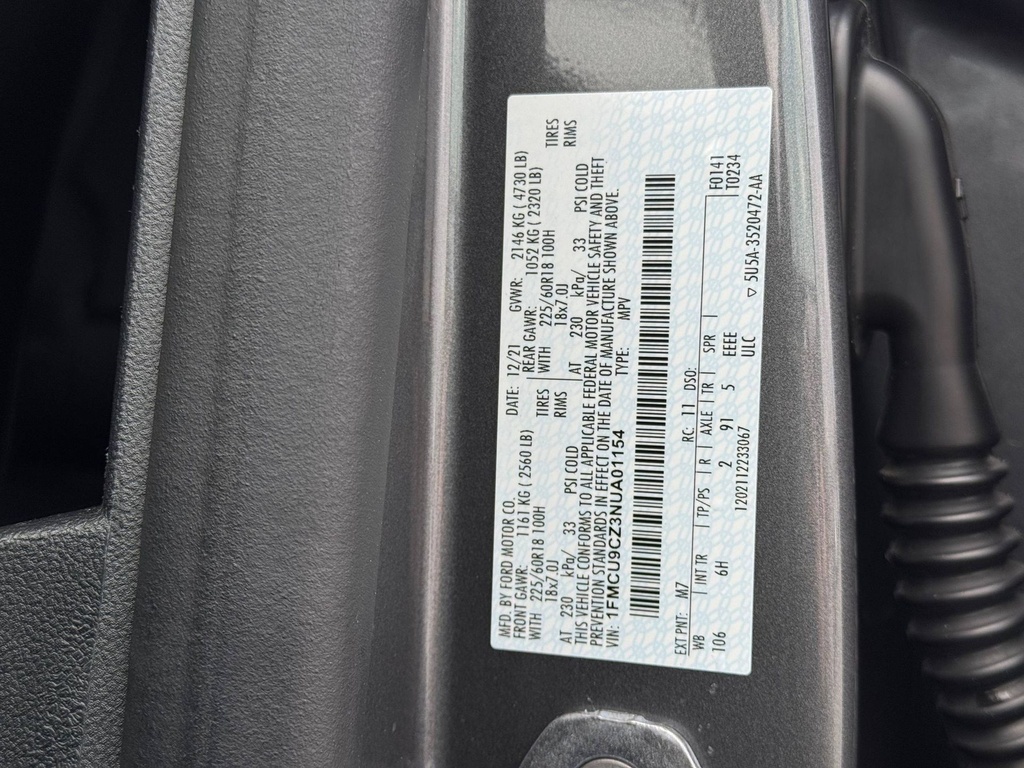 MFD. BY FORD MOTOR CO. DATE: 12/21 GVWR: 2146 KG ( 4730 LB)
FRONT GAWR: 1161 KG ( 2560 LB) REAR GAWR: 1052 KG ( 2320 LB)
WITH 225/60R18 100H TIRES WITH 225/60R18 100H TIRES
18x7.0J RIMS 18x7.0J RIMS
AT 230 kPa/ 33 PSI COLD AT 230 kPa/ 33 PSI COLD
THIS VEHICLE CONFORMS TO ALL APPLICABLE FEDERAL MOTOR VEHICLE SAFETY AND THEFT
PREVENTION STANDARDS IN EFFECT ON THE DATE OF MANUFACTURE SHOWN ABOVE.
VIN: 1FMCU9CZ3NUA01154 TYPE: MPV
EXT PNT: M7 RC: 11 DSO: F0141
WB | INT TR | TP/PS | R | AXLE | TR | SPR | T0234
106 6H 2 91 5 EEEE
1202112233067 ULC
▽ 5U5A-3520472-AA